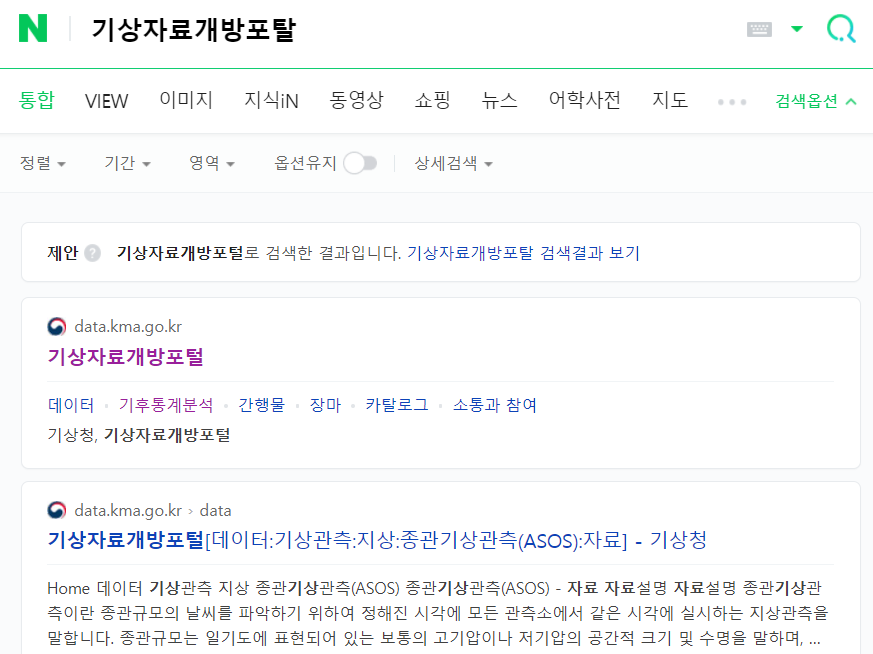 N 기상자료개방포탈
통합 VIEW 이미지 지식iN 동영상 쇼핑 뉴스 어학사전 지도 ••• 검색옵션
정렬 기간 영역 옵션유지 상세검색
제안 ? 기상자료개방포털로 검색한 결과입니다. 기상자료개방포탈 검색결과 보기
data.kma.go.kr
기상자료개방포털
데이터 · 기후통계분석 · 간행물 · 장마 · 카탈로그 · 소통과 참여
기상청, 기상자료개방포털
data.kma.go.kr › data
기상자료개방포털[데이터:기상관측:지상:종관기상관측(ASOS):자료] - 기상청
Home 데이터 기상관측 지상 종관기상관측(ASOS) 종관기상관측(ASOS) - 자료 자료설명 자료설명 종관기상관
측이란 종관규모의 날씨를 파악하기 위하여 정해진 시각에 모든 관측소에서 같은 시각에 실시하는 지상관측을
말합니다. 종관규모는 일기도에 표현되어 있는 보통의 고기압이나 저기압의 공간적 크기 및 수명을 말하며, ...